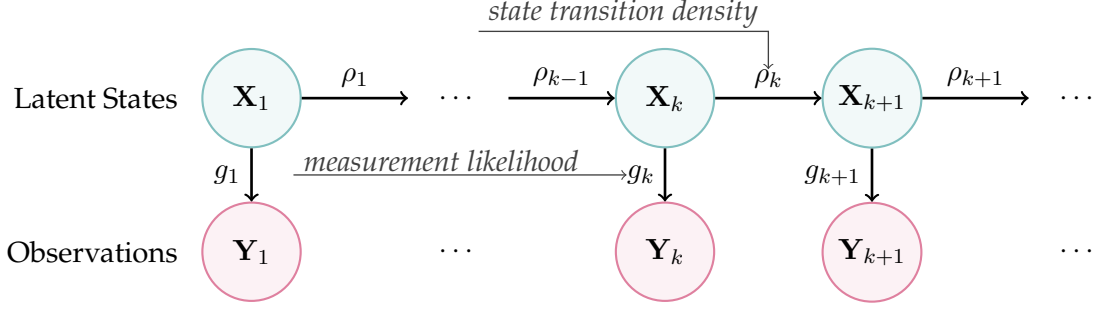 state transition density
Latent States X₁ ρ₁ ⋯ ρₖ₋₁ Xₖ ρₖ Xₖ₊₁ ρₖ₊₁ ⋯
g₁ measurement likelihood gₖ gₖ₊₁
Observations Y₁ ⋯ Yₖ Yₖ₊₁ ⋯